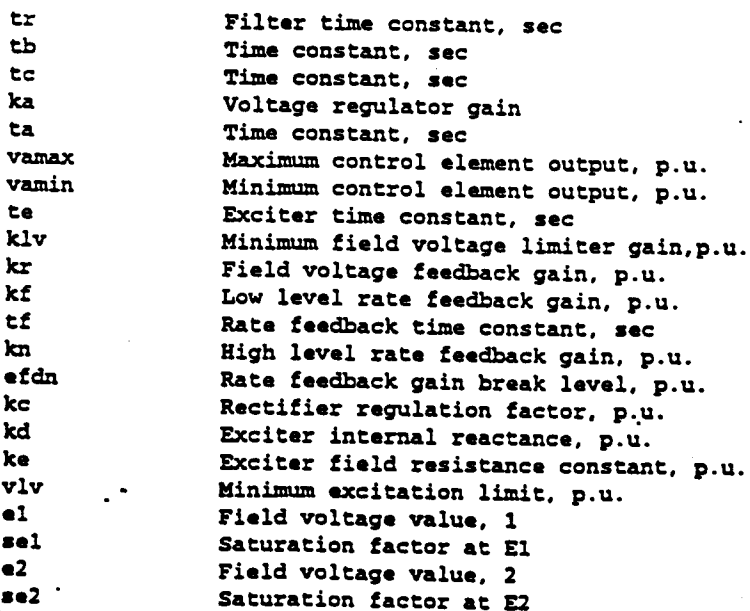 tr Filter time constant, sec
tb Time constant, sec
tc Time constant, sec
ka Voltage regulator gain
ta Time constant, sec
vamax Maximum control element output, p.u.
vamin Minimum control element output, p.u.
te Exciter time constant, sec
klv Minimum field voltage limiter gain,p.u.
kr Field voltage feedback gain, p.u.
kf Low level rate feedback gain, p.u.
tf Rate feedback time constant, sec
kn High level rate feedback gain, p.u.
efdn Rate feedback gain break level, p.u.
kc Rectifier regulation factor, p.u.
kd Exciter internal reactance, p.u.
ke Exciter field resistance constant, p.u.
vlv Minimum excitation limit, p.u.
e1 Field voltage value, 1
se1 Saturation factor at E1
e2 Field voltage value, 2
se2 Saturation factor at E2